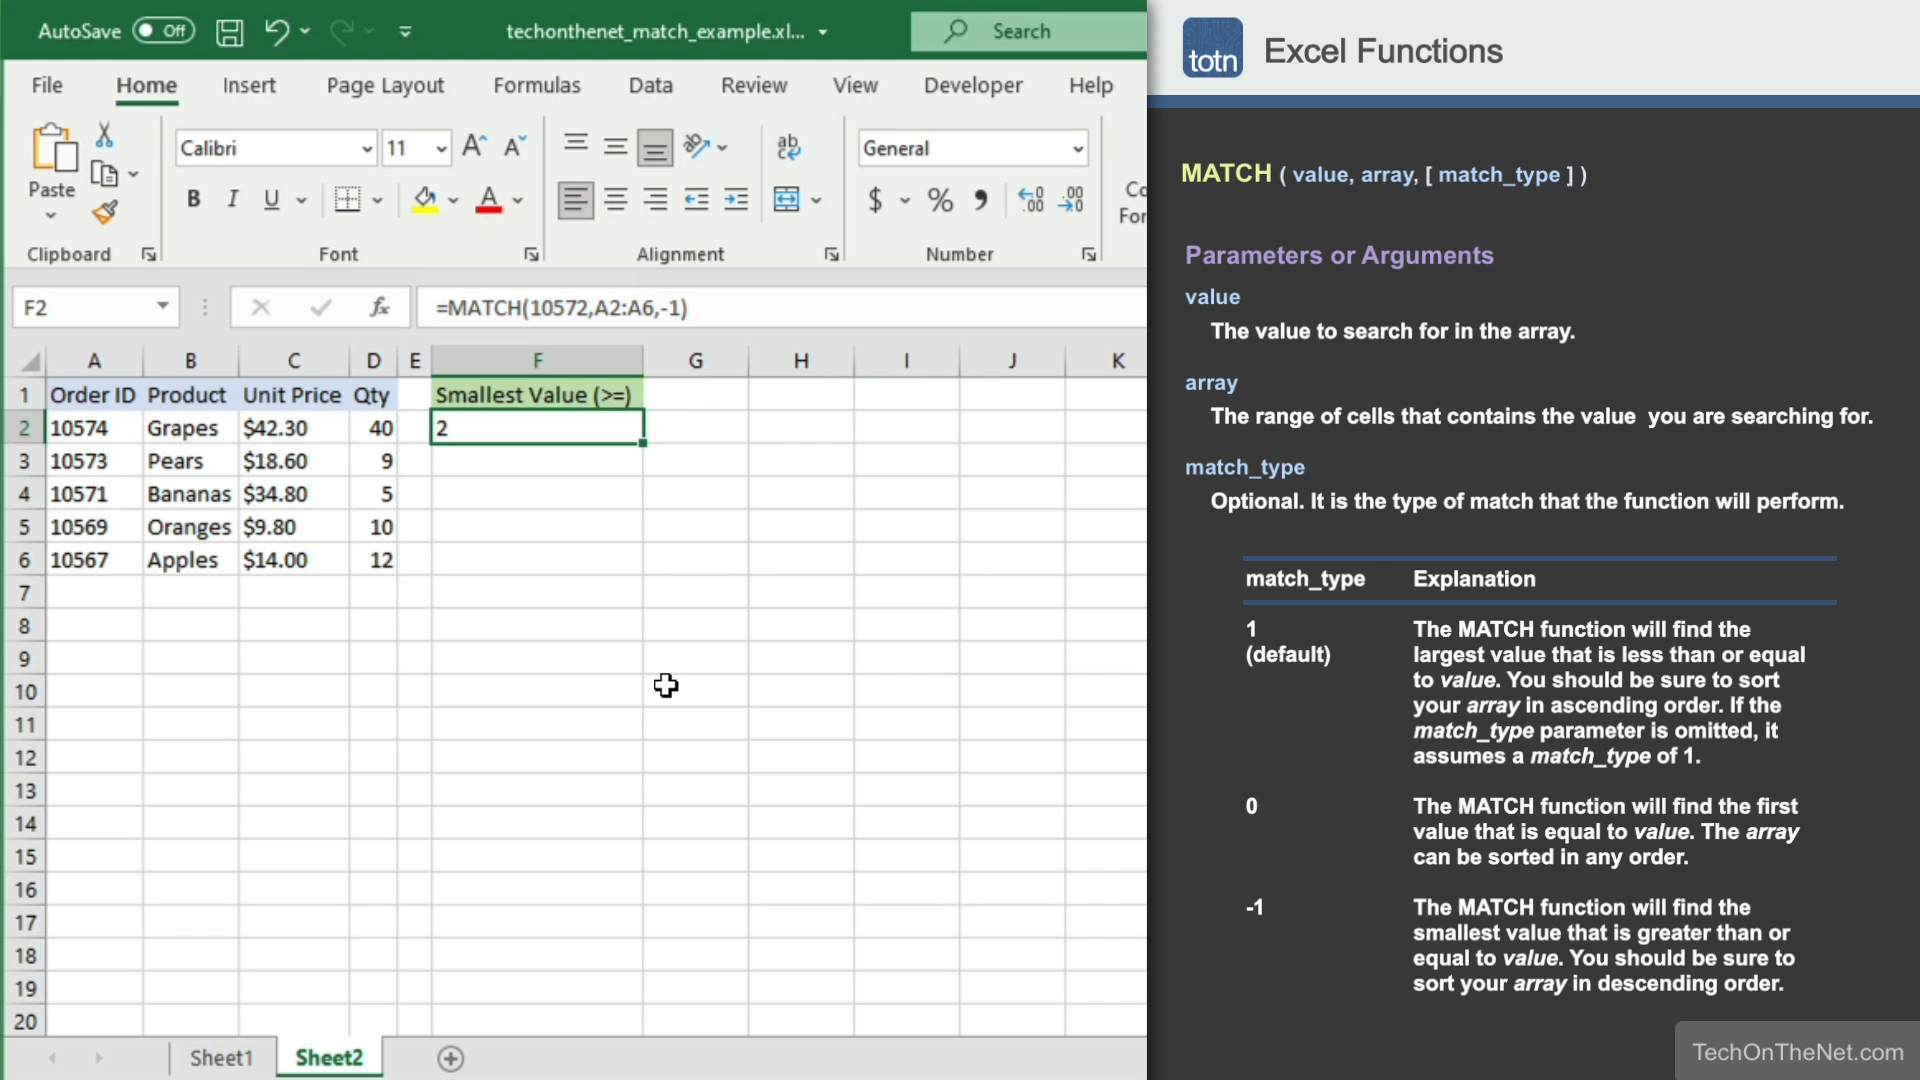 AutoSave Off techonthenet_match_example.xl... Search
File Home Insert Page Layout Formulas Data Review View Developer Help
Paste Calibri 11 General
Clipboard Font Alignment Number
F2 fx =MATCH(10572,A2:A6,-1)
A B C D E F G H I J K
1 Order ID Product Unit Price Qty Smallest Value (>=)
2 10574 Grapes $42.30 40 2
3 10573 Pears $18.60 9
4 10571 Bananas $34.80 5
5 10569 Oranges $9.80 10
6 10567 Apples $14.00 12
7
8
9
10
11
12
13
14
15
16
17
18
19
20
Sheet1 Sheet2
totn Excel Functions
MATCH ( value, array, [ match_type ] )
Parameters or Arguments
value
The value to search for in the array.
array
The range of cells that contains the value you are searching for.
match_type
Optional. It is the type of match that the function will perform.
match_type Explanation
1 The MATCH function will find the
(default) largest value that is less than or equal
to value. You should be sure to sort
your array in ascending order. If the
match_type parameter is omitted, it
assumes a match_type of 1.
0 The MATCH function will find the first
value that is equal to value. The array
can be sorted in any order.
-1 The MATCH function will find the
smallest value that is greater than or
equal to value. You should be sure to
sort your array in descending order.
TechOnTheNet.com